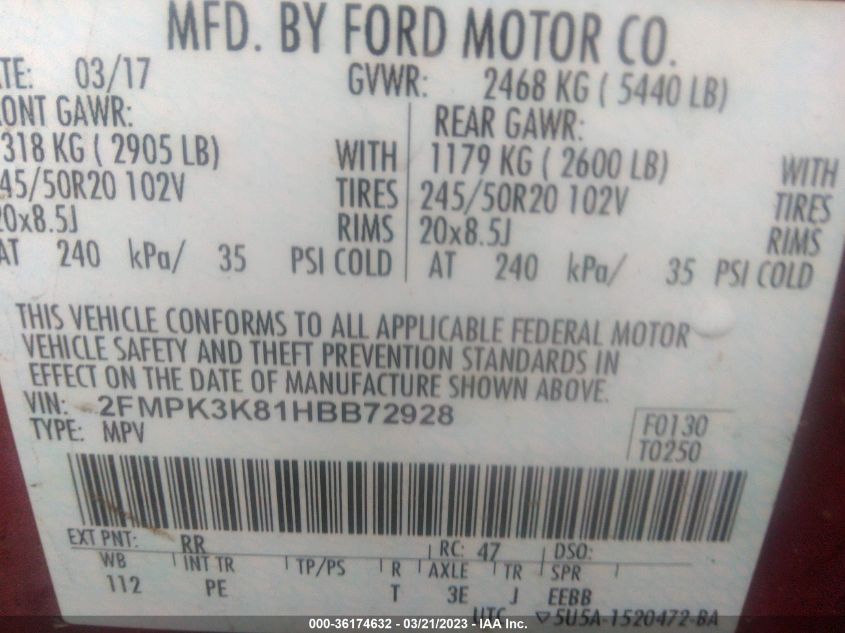 MFD. BY FORD MOTOR CO.
ATE: 03/17 GVWR: 2468 KG ( 5440 LB)
RONT GAWR: REAR GAWR:
318 KG ( 2905 LB) WITH 1179 KG ( 2600 LB) WITH
45/50R20 102V TIRES 245/50R20 102V TIRES
20x8.5J RIMS 20x8.5J RIMS
AT 240 kPa/ 35 PSI COLD AT 240 kPa/ 35 PSI COLD
THIS VEHICLE CONFORMS TO ALL APPLICABLE FEDERAL MOTOR
VEHICLE SAFETY AND THEFT PREVENTION STANDARDS IN
EFFECT ON THE DATE OF MANUFACTURE SHOWN ABOVE.
VIN: 2FMPK3K81HBB72928 F0130
TYPE: MPV T0250
EXT PNT: RR RC: 47 DSO:
WB INT TR TP/PS R AXLE TR SPR
112 PE T 3E J EEBB
UTC ▽5U5A-1520472-BA
000-36174632 - 03/21/2023 - IAA Inc.